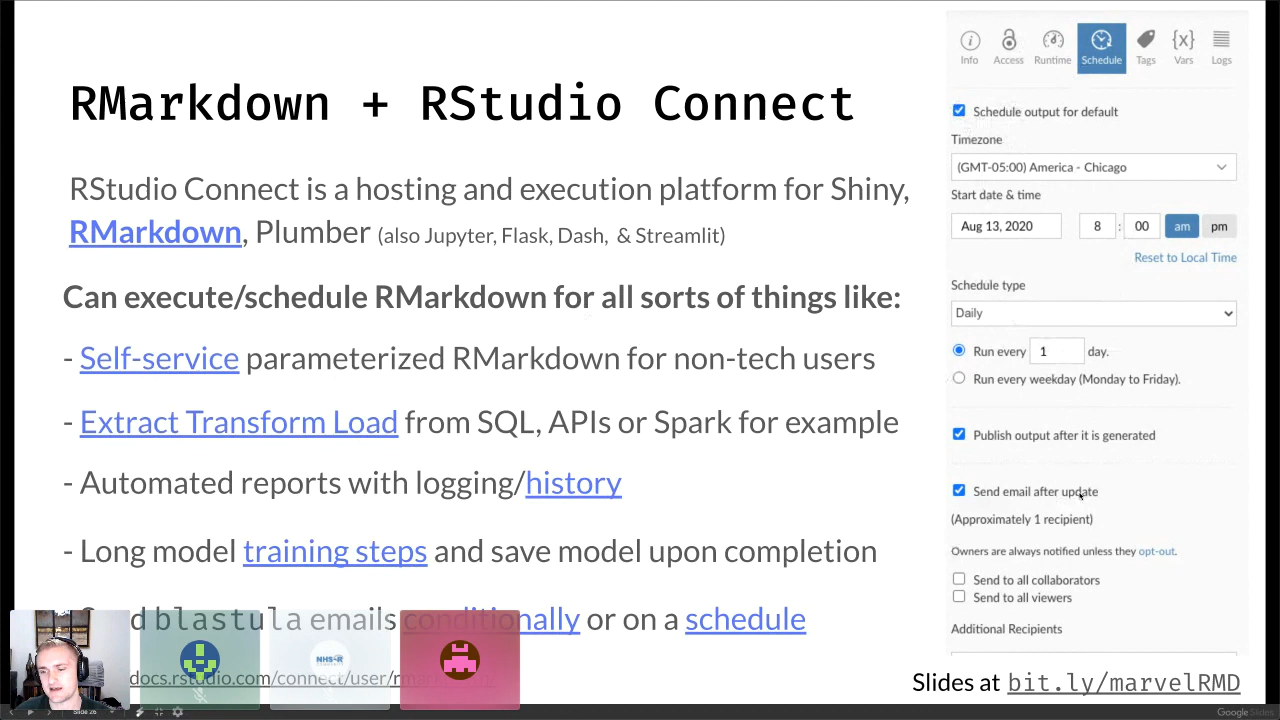 RMarkdown + RStudio Connect
RStudio Connect is a hosting and execution platform for Shiny,
RMarkdown, Plumber (also Jupyter, Flask, Dash, & Streamlit)
Can execute/schedule RMarkdown for all sorts of things like:
- Self-service parameterized RMarkdown for non-tech users
- Extract Transform Load from SQL, APIs or Spark for example
- Automated reports with logging/history
- Long model training steps and save model upon completion
blastula emails conditionally or on a schedule
docs.rstudio.com/connect/user/
Slides at bit.ly/marvelRMD
Info Access Runtime Schedule Tags Vars Logs
Schedule output for default
Timezone
(GMT-05:00) America - Chicago
Start date & time
Aug 13, 2020 8 : 00 am pm
Reset to Local Time
Schedule type
Daily
Run every 1 day.
Run every weekday (Monday to Friday).
Publish output after it is generated
Send email after update
(Approximately 1 recipient)
Owners are always notified unless they opt-out.
Send to all collaborators
Send to all viewers
Additional Recipients
NHS-R
Slide 26
Google Slides